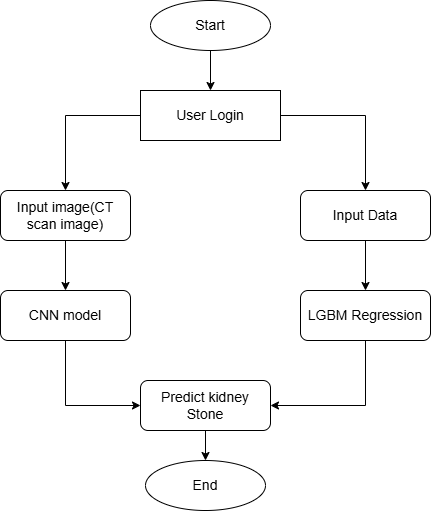 Start
User Login
Input image(CT
scan image)
Input Data
CNN model
LGBM Regression
Predict kidney
Stone
End